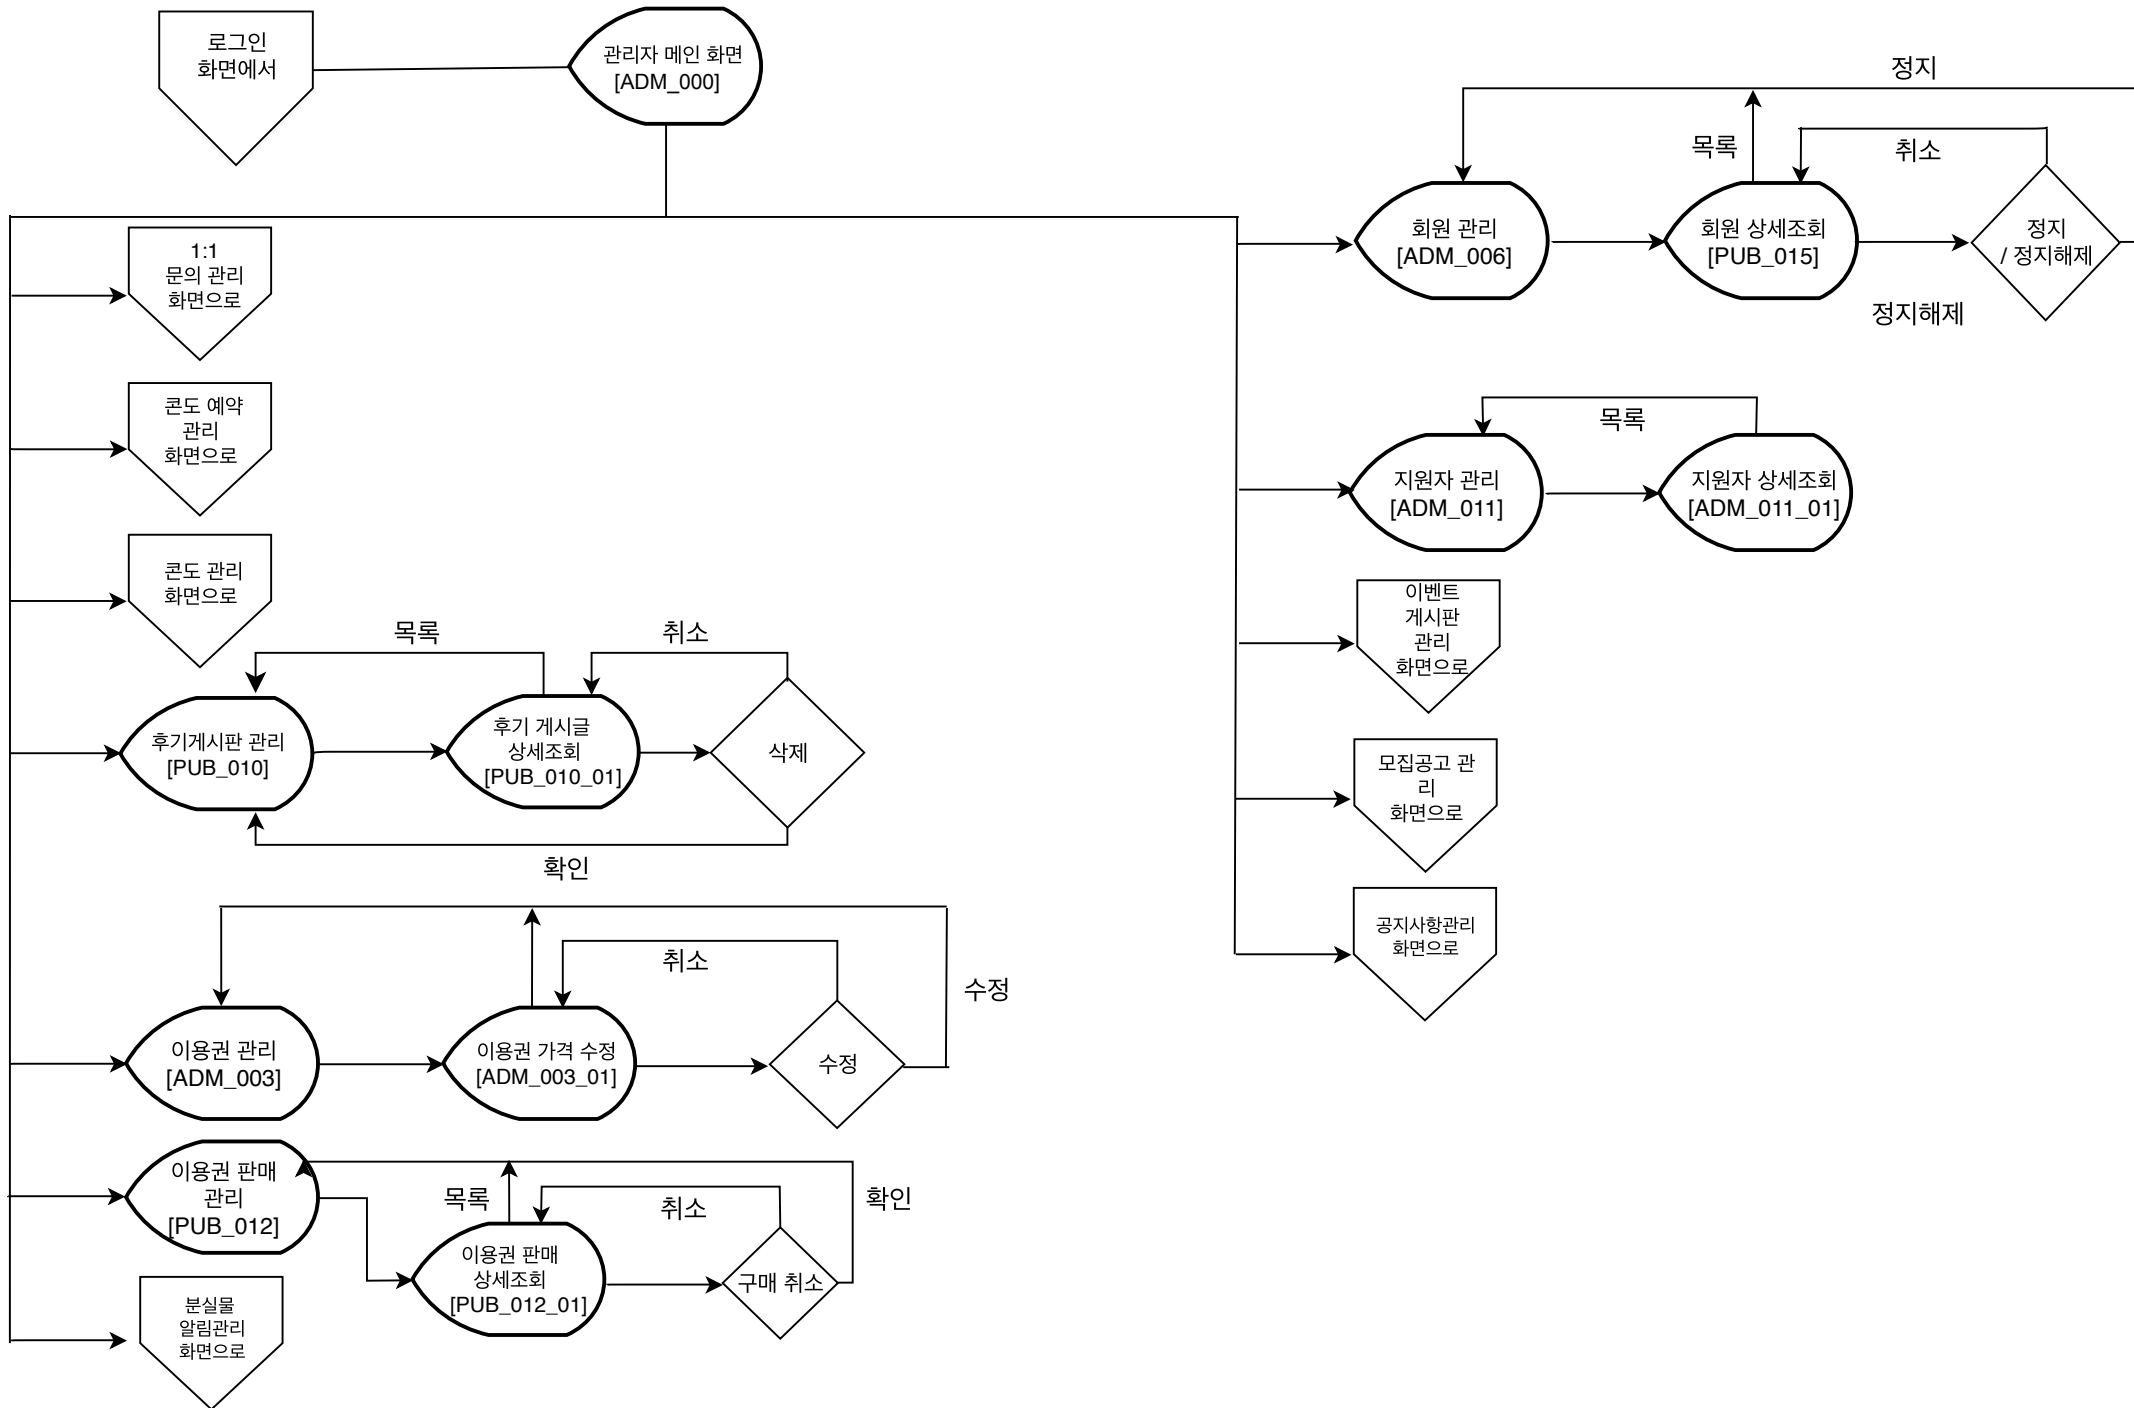 로그인
화면에서
관리자 메인 화면
[ADM_000]
1:1
문의 관리
화면으로
콘도 예약
관리
화면으로
콘도 관리
화면으로
목록
취소
후기게시판 관리
[PUB_010]
후기 게시글
상세조회
[PUB_010_01]
삭제
확인
취소
수정
이용권 관리
[ADM_003]
이용권 가격 수정
[ADM_003_01]
수정
이용권 판매
관리
[PUB_012]
목록
취소
확인
이용권 판매
상세조회
[PUB_012_01]
구매 취소
분실물
알림관리
화면으로
정지
목록
취소
회원 관리
[ADM_006]
회원 상세조회
[PUB_015]
정지
/ 정지해제
정지해제
목록
지원자 관리
[ADM_011]
지원자 상세조회
[ADM_011_01]
이벤트
게시판
관리
화면으로
모집공고 관
리
화면으로
공지사항관리
화면으로